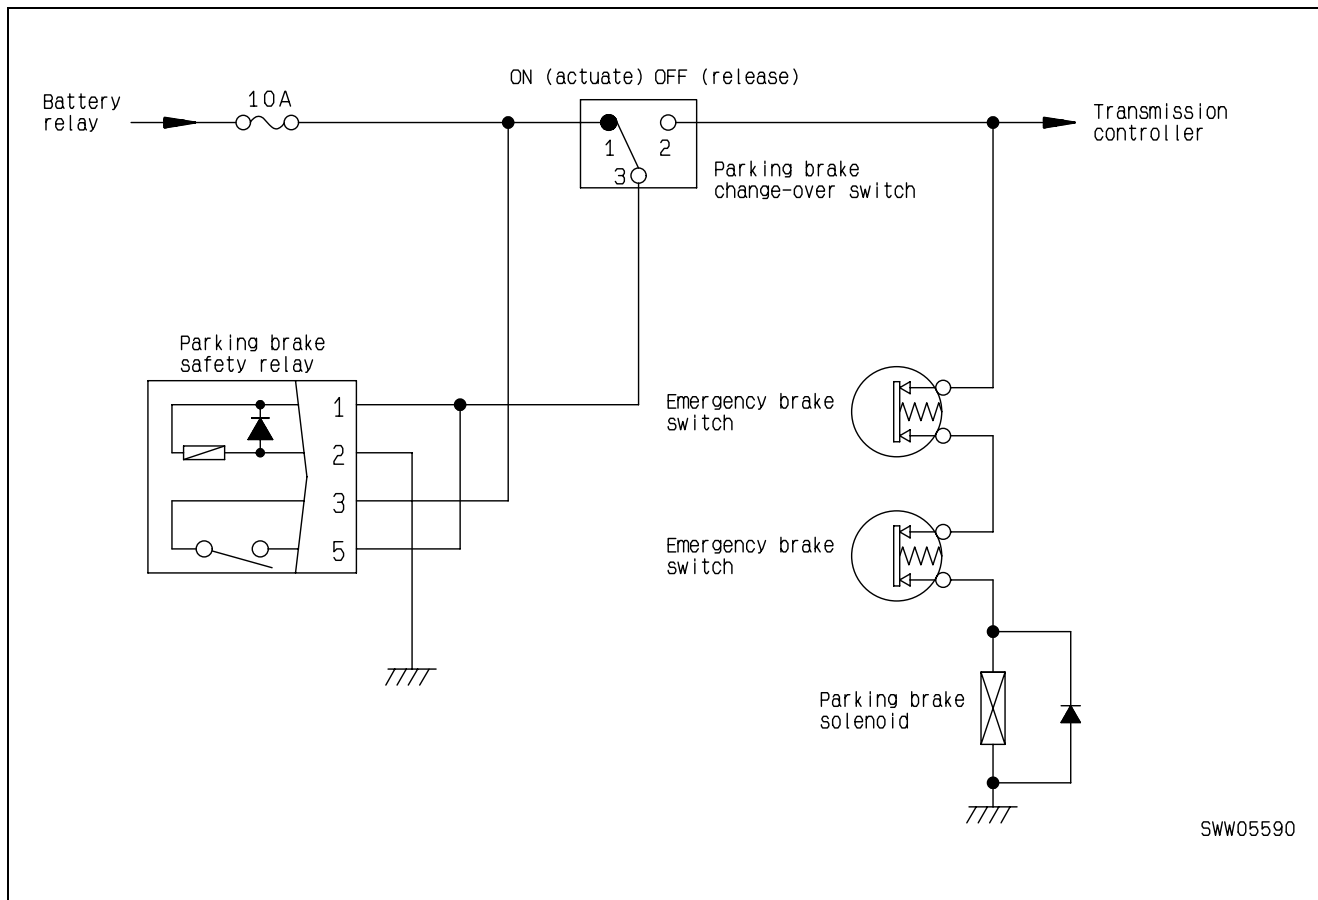 ON (actuate) OFF (release)
Battery
relay
10A
Transmission
controller
1
2
3
Parking brake
change-over switch
Parking brake
safety relay
1
2
3
5
Emergency brake
switch
Emergency brake
switch
Parking brake
solenoid
SWW05590